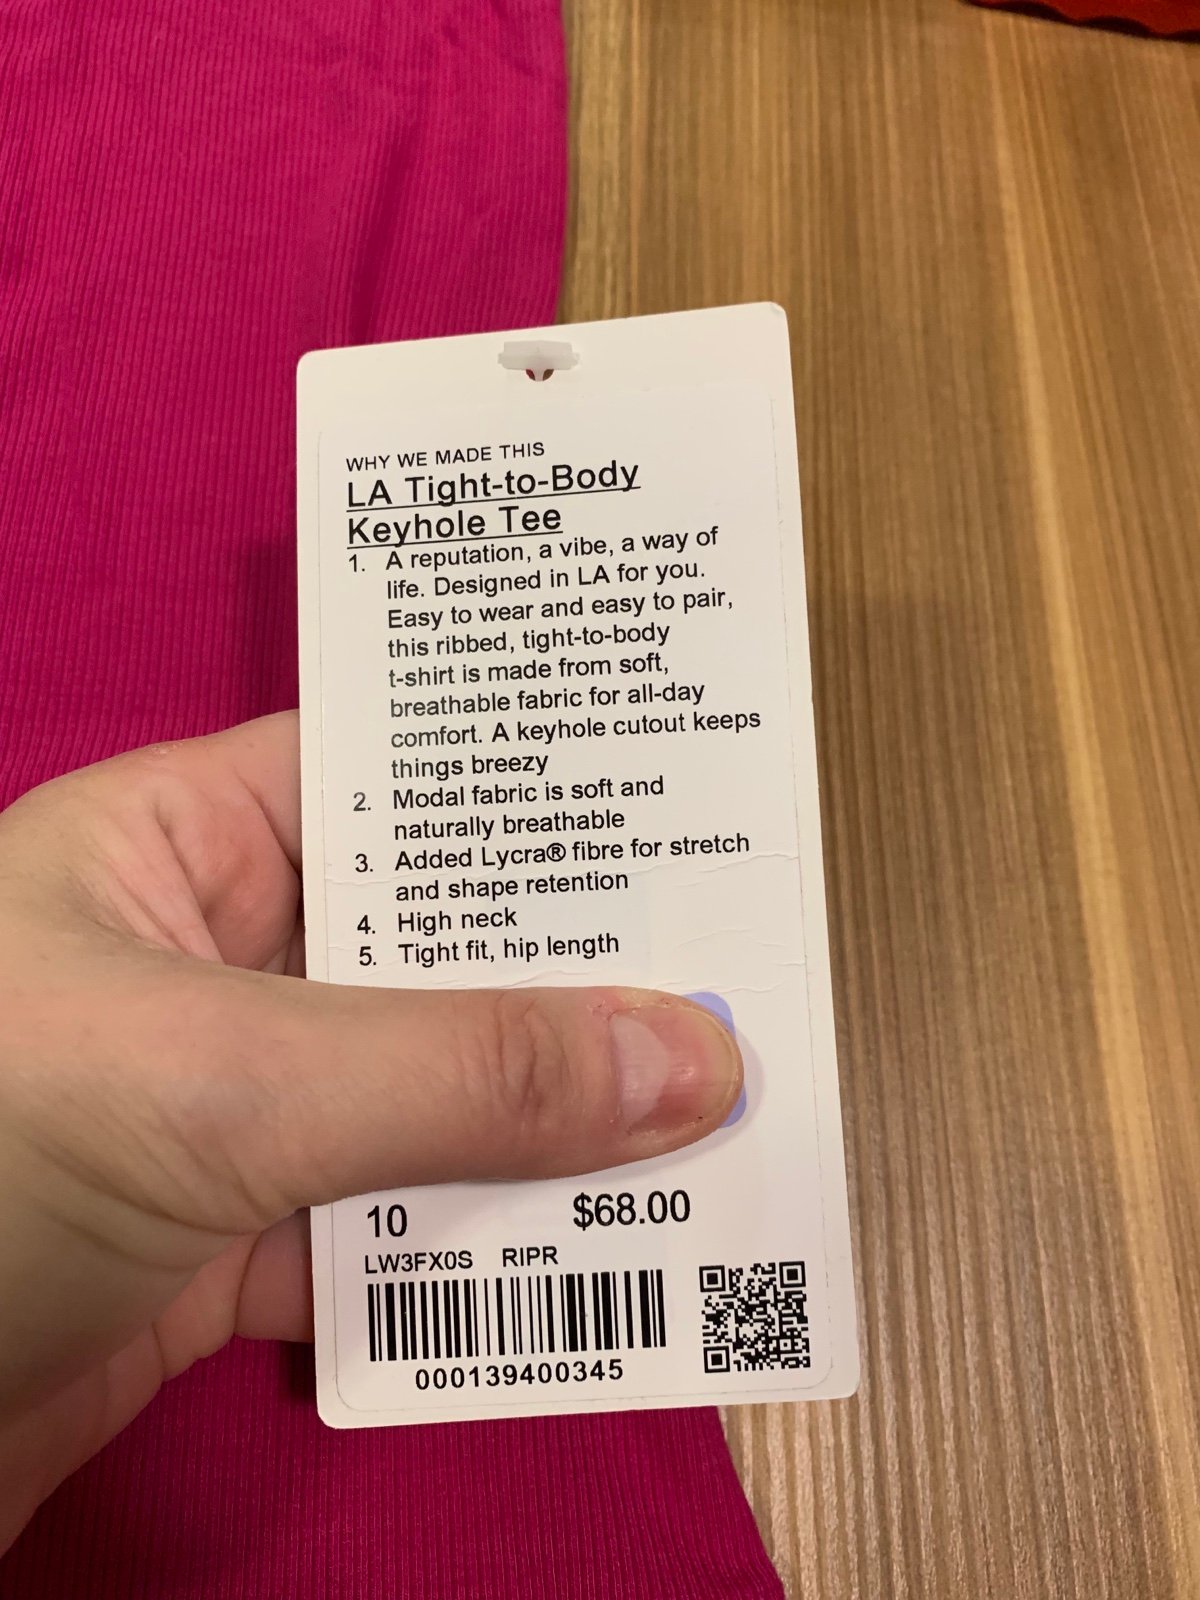 WHY WE MADE THIS
LA Tight-to-Body
Keyhole Tee
1. A reputation, a vibe, a way of
life. Designed in LA for you.
Easy to wear and easy to pair,
this ribbed, tight-to-body
t-shirt is made from soft,
breathable fabric for all-day
comfort. A keyhole cutout keeps
things breezy
2. Modal fabric is soft and
naturally breathable
3. Added Lycra® fibre for stretch
and shape retention
4. High neck
5. Tight fit, hip length
10 $68.00
LW3FX0S RIPR
000139400345